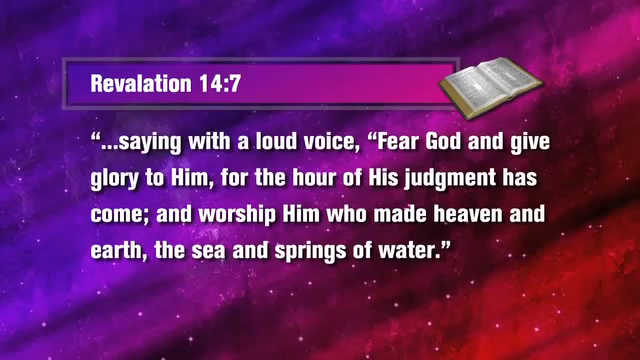 Revalation 14:7
“...saying with a loud voice, “Fear God and give
glory to Him, for the hour of His judgment has
come; and worship Him who made heaven and
earth, the sea and springs of water.”